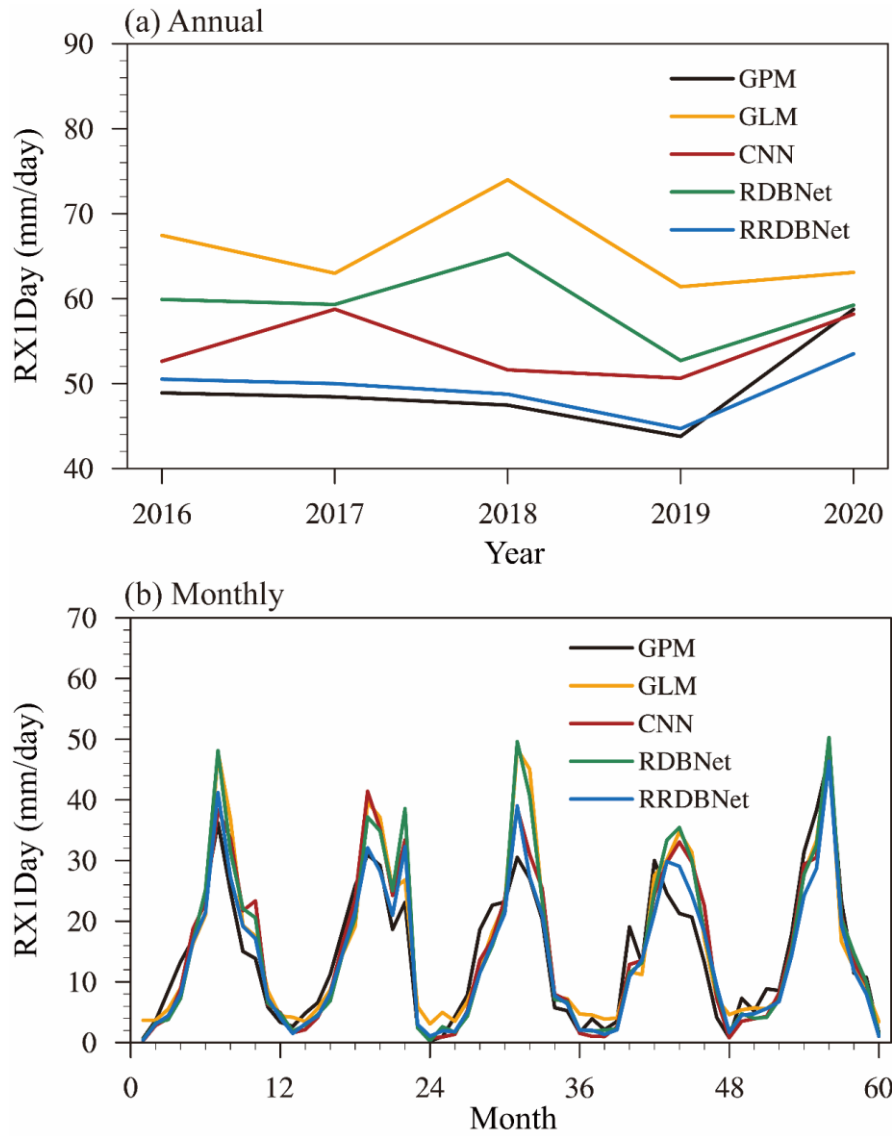 (a) Annual
90
80
70
60
50
40
RX1Day (mm/day)
GPM
GLM
CNN
RDBNet
RRDBNet
2016 2017 2018 2019 2020
Year
(b) Monthly
70
60
50
40
30
20
10
0
RX1Day (mm/day)
GPM
GLM
CNN
RDBNet
RRDBNet
0 12 24 36 48 60
Month